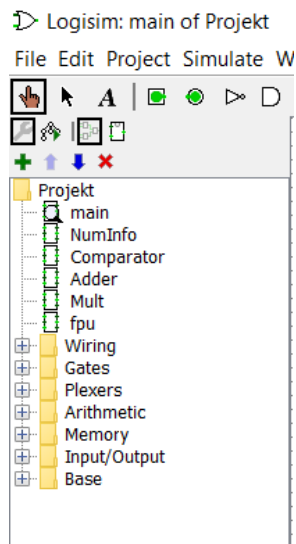 Logisim: main of Projekt
File Edit Project Simulate W
A
Projekt
main
NumInfo
Comparator
Adder
Mult
fpu
Wiring
Gates
Plexers
Arithmetic
Memory
Input/Output
Base